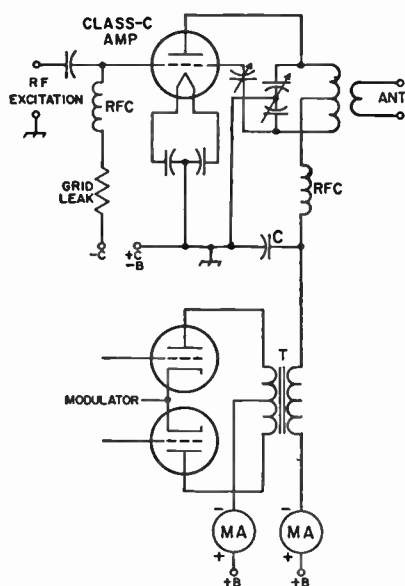 CLASS-C
AMP
RF
EXCITATION
RFC
GRID
LEAK
-C
+C
-B
C
RFC
ANT
T
MODULATOR
- -
MA MA
+ +
+B +B